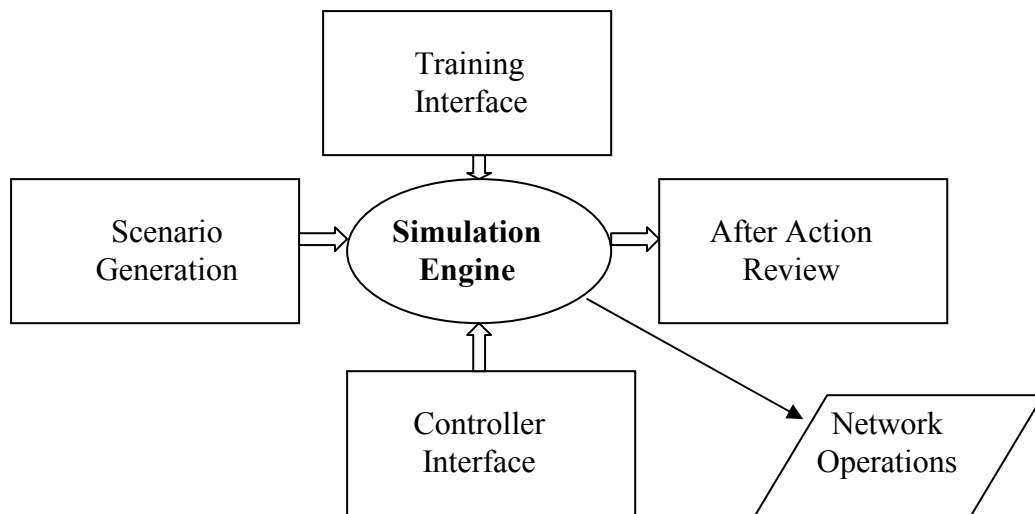 Training
Interface
Scenario
Generation
Simulation
Engine
After Action
Review
Controller
Interface
Network
Operations